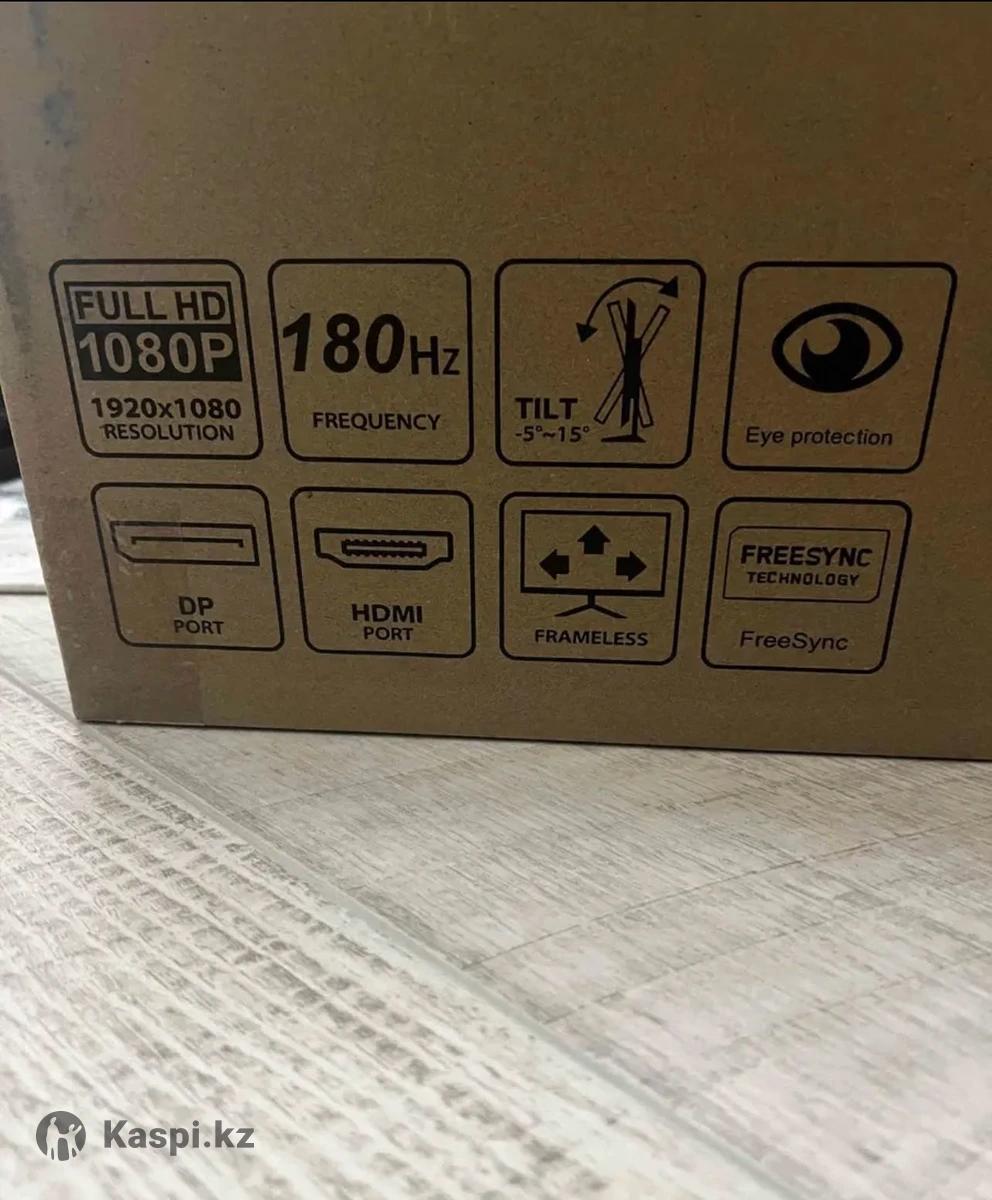 FULL HD
1080P
1920x1080
RESOLUTION
180Hz
FREQUENCY
TILT
-5°~15°
Eye protection
DP
PORT
HDMI
PORT
FRAMELESS
FREESYNC
TECHNOLOGY
FreeSync
Kaspi.kz